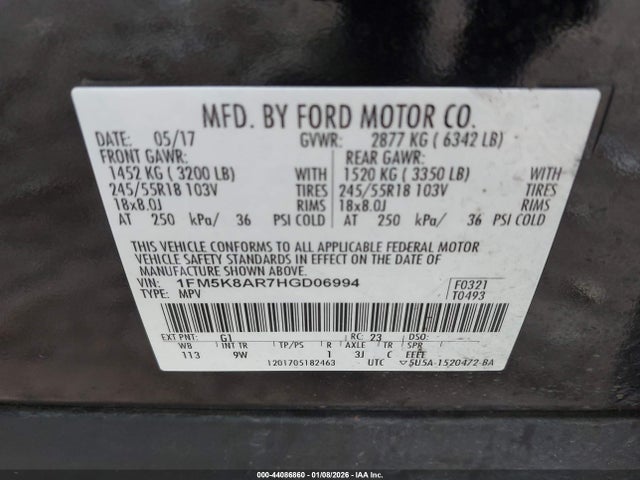 MFD. BY FORD MOTOR CO.
DATE: 05/17 GVWR: 2877 KG ( 6342 LB)
FRONT GAWR: REAR GAWR:
1452 KG ( 3200 LB) WITH 1520 KG ( 3350 LB) WITH
245/55R18 103V TIRES 245/55R18 103V TIRES
18x8.0J RIMS 18x8.0J RIMS
AT 250 kPa/ 36 PSI COLD AT 250 kPa/ 36 PSI COLD
THIS VEHICLE CONFORMS TO ALL APPLICABLE FEDERAL MOTOR
VEHICLE SAFETY STANDARDS IN EFFECT ON THE DATE OF
MANUFACTURE SHOWN ABOVE.
VIN: 1FM5K8AR7HGD06994 F0321
TYPE: MPV T0493
EXT PNT: G1 RC: 23 DSO:
WB INT TR TP/PS R AXLE TR SPR
113 9W 1 3J C EEEE
1201705182463 UTC 5U5A-1520472-BA
000-44086860 - 01/08/2026 - IAA Inc.